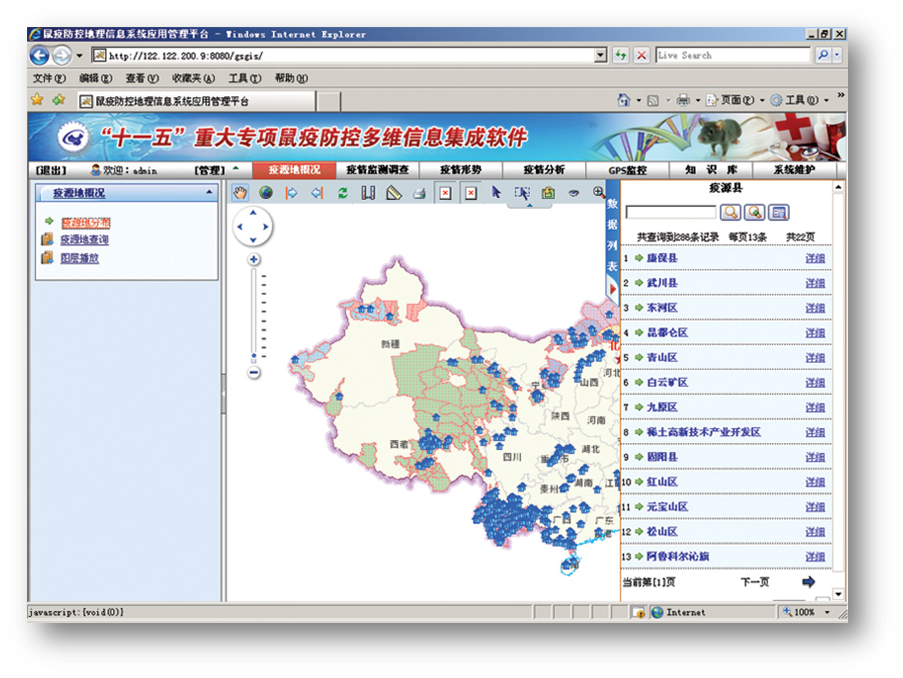 鼠疫防控地理信息系统应用管理平台 - Windows Internet Explorer
http://122.122.200.9:8080/gsgis/
Live Search
文件(F) 编辑(E) 查看(V) 收藏夹(A) 工具(T) 帮助(H)
鼠疫防控地理信息系统应用管理平台
页面(P) 工具(O) »
“十一五”重大专项鼠疫防控多维信息集成软件
[退出] 欢迎：admin [管理] 疫源地概况 疫情监测调查 疫情形势 疫情分析 GPS监控 知 识 库 系统维护
疫源地概况
疫源地分布
疫源地查询
图层播放
数据列表
疫源县
共查询到286条记录 每页13条 共22页
1 康保县 详细
2 武川县 详细
3 东河区 详细
4 昆都仑区 详细
5 青山区 详细
6 白云矿区 详细
7 九原区 详细
8 稀土高新技术产业开发区 详细
9 固阳县 详细
10 红山区 详细
11 元宝山区 详细
12 松山区 详细
13 阿鲁科尔沁旗 详细
当前第[1]页 下一页
新疆
西藏
四川
宁
山西
河北
陕西
河南
湖北
贵州
湖南
江
广西
广东
javascript:{void(0)}
Internet
100%